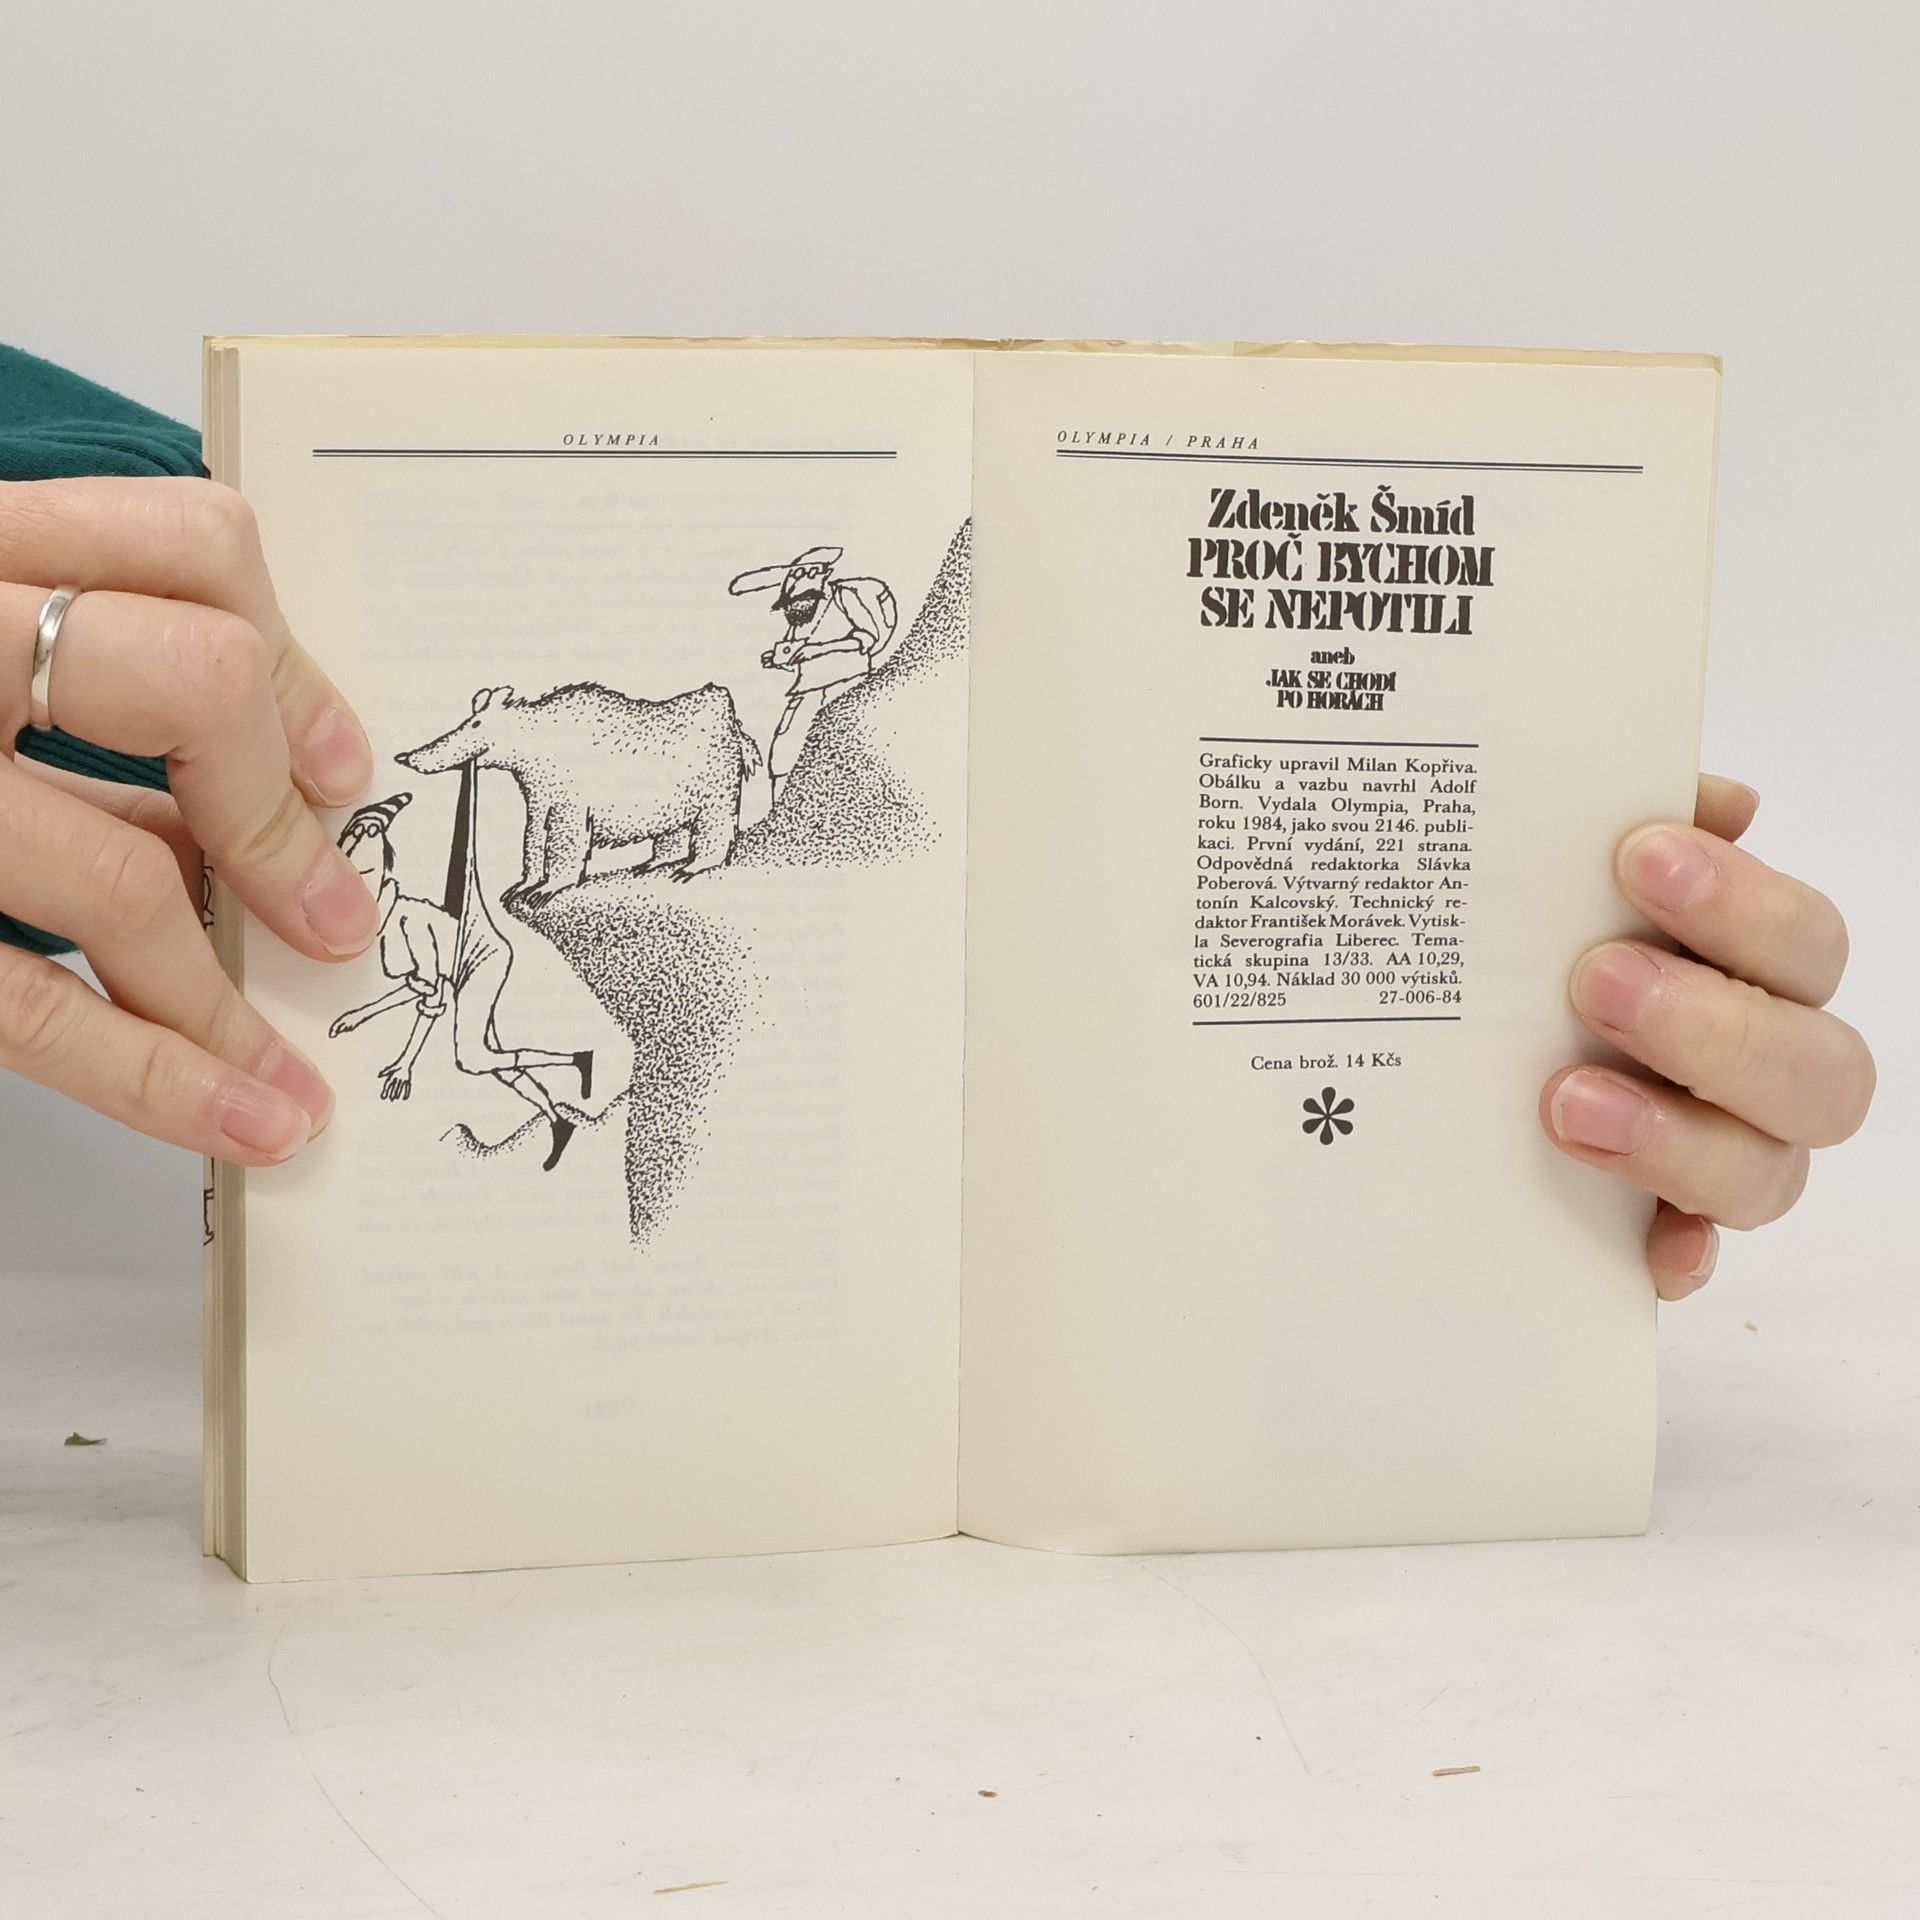 OLYMPIA
OLYMPIA / PRAHA
Zdeněk Šmíd
PROČ BYCHOM
SE NEPOTILI
aneb
JAK SE CHODÍ
PO HORÁCH
Graficky upravil Milan Kopřiva.
Obálku a vazbu navrhl Adolf
Born. Vydala Olympia, Praha,
roku 1984, jako svou 2146. publi-
kaci. První vydání, 221 strana.
Odpovědná redaktorka Slávka
Poberová. Výtvarný redaktor An-
tonín Kalcovský. Technický re-
daktor František Morávek. Vytisk-
la Severografia Liberec. Tema-
tická skupina 13/33. AA 10,29,
VA 10,94. Náklad 30 000 výtisků.
601/22/825 27-006-84
Cena brož. 14 Kčs